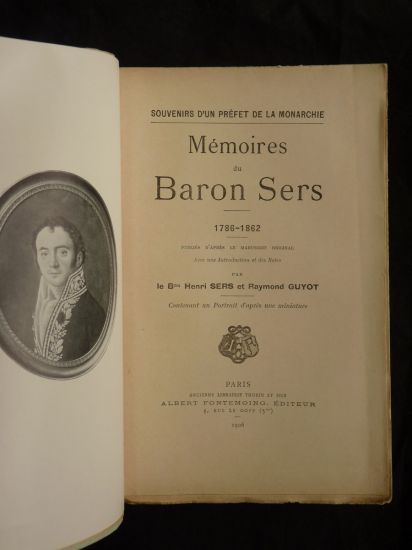 SOUVENIRS D'UN PRÉFET DE LA MONARCHIE
Mémoires
du
Baron Sers
1786-1862
PUBLIÉS D'APRÈS LE MANUSCRIT ORIGINAL
Avec une Introduction et des Notes
PAR
le Bon Henri SERS et Raymond GUYOT
Contenant un Portrait d'après une miniature
PARIS
ANCIENNE LIBRAIRIE THORIN ET FILS
ALBERT FONTEMOING, ÉDITEUR
4, RUE LE GOFF (5me)
1906